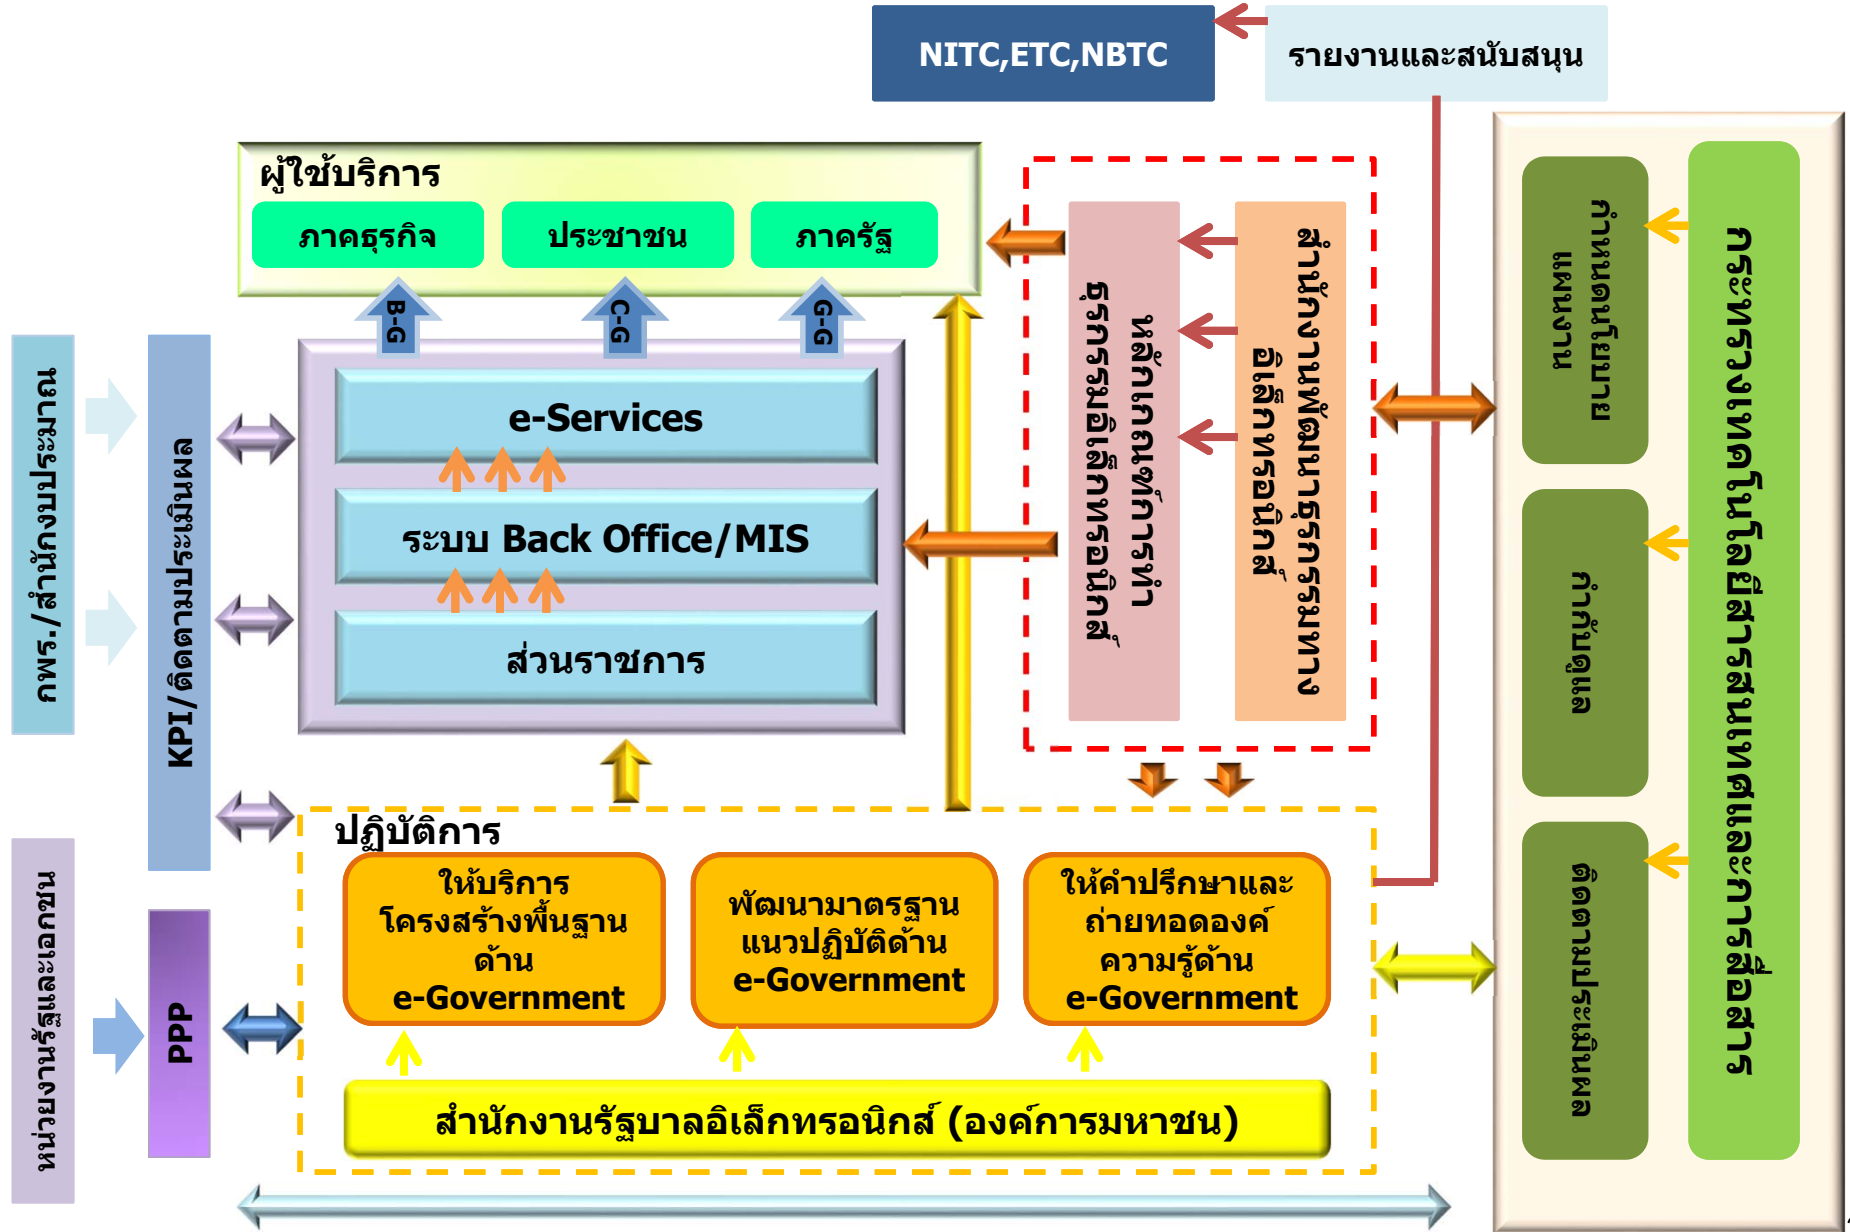 NITC,ETC,NBTC
รายงานและสนับสนุน
ผู้ใช้บริการ
ภาคธุรกิจ
ประชาชน
ภาครัฐ
B-G
C-G
G-G
e-Services
ระบบ Back Office/MIS
ส่วนราชการ
กพร./สำนักงบประมาณ
KPI/ติดตามประเมินผล
หน่วยงานรัฐและเอกชน
PPP
หลักเกณฑ์การทำ
ธุรกรรมอิเล็กทรอนิกส์
สำนักงานพัฒนาธุรกรรมทาง
อิเล็กทรอนิกส์
กำหนดนโยบาย
แผนงาน
กำกับดูแล
ติดตามประเมินผล
กระทรวงเทคโนโลยีสารสนเทศและการสื่อสาร
ปฏิบัติการ
ให้บริการ
โครงสร้างพื้นฐาน
ด้าน
e-Government
พัฒนามาตรฐาน
แนวปฏิบัติด้าน
e-Government
ให้คำปรึกษาและ
ถ่ายทอดองค์
ความรู้ด้าน
e-Government
สำนักงานรัฐบาลอิเล็กทรอนิกส์ (องค์การมหาชน)